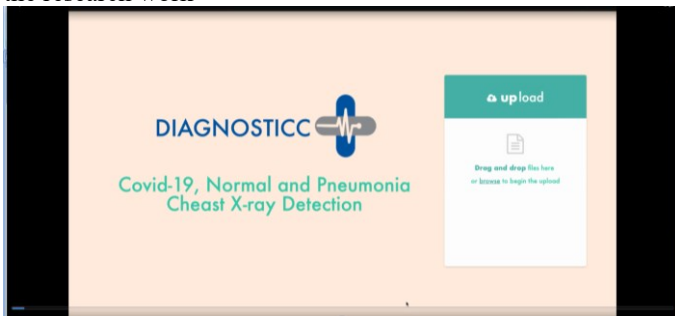 DIAGNOSTICC
Covid-19, Normal and Pneumonia
Cheast X-ray Detection
upload
Drag and drop files here
or browse to begin the upload